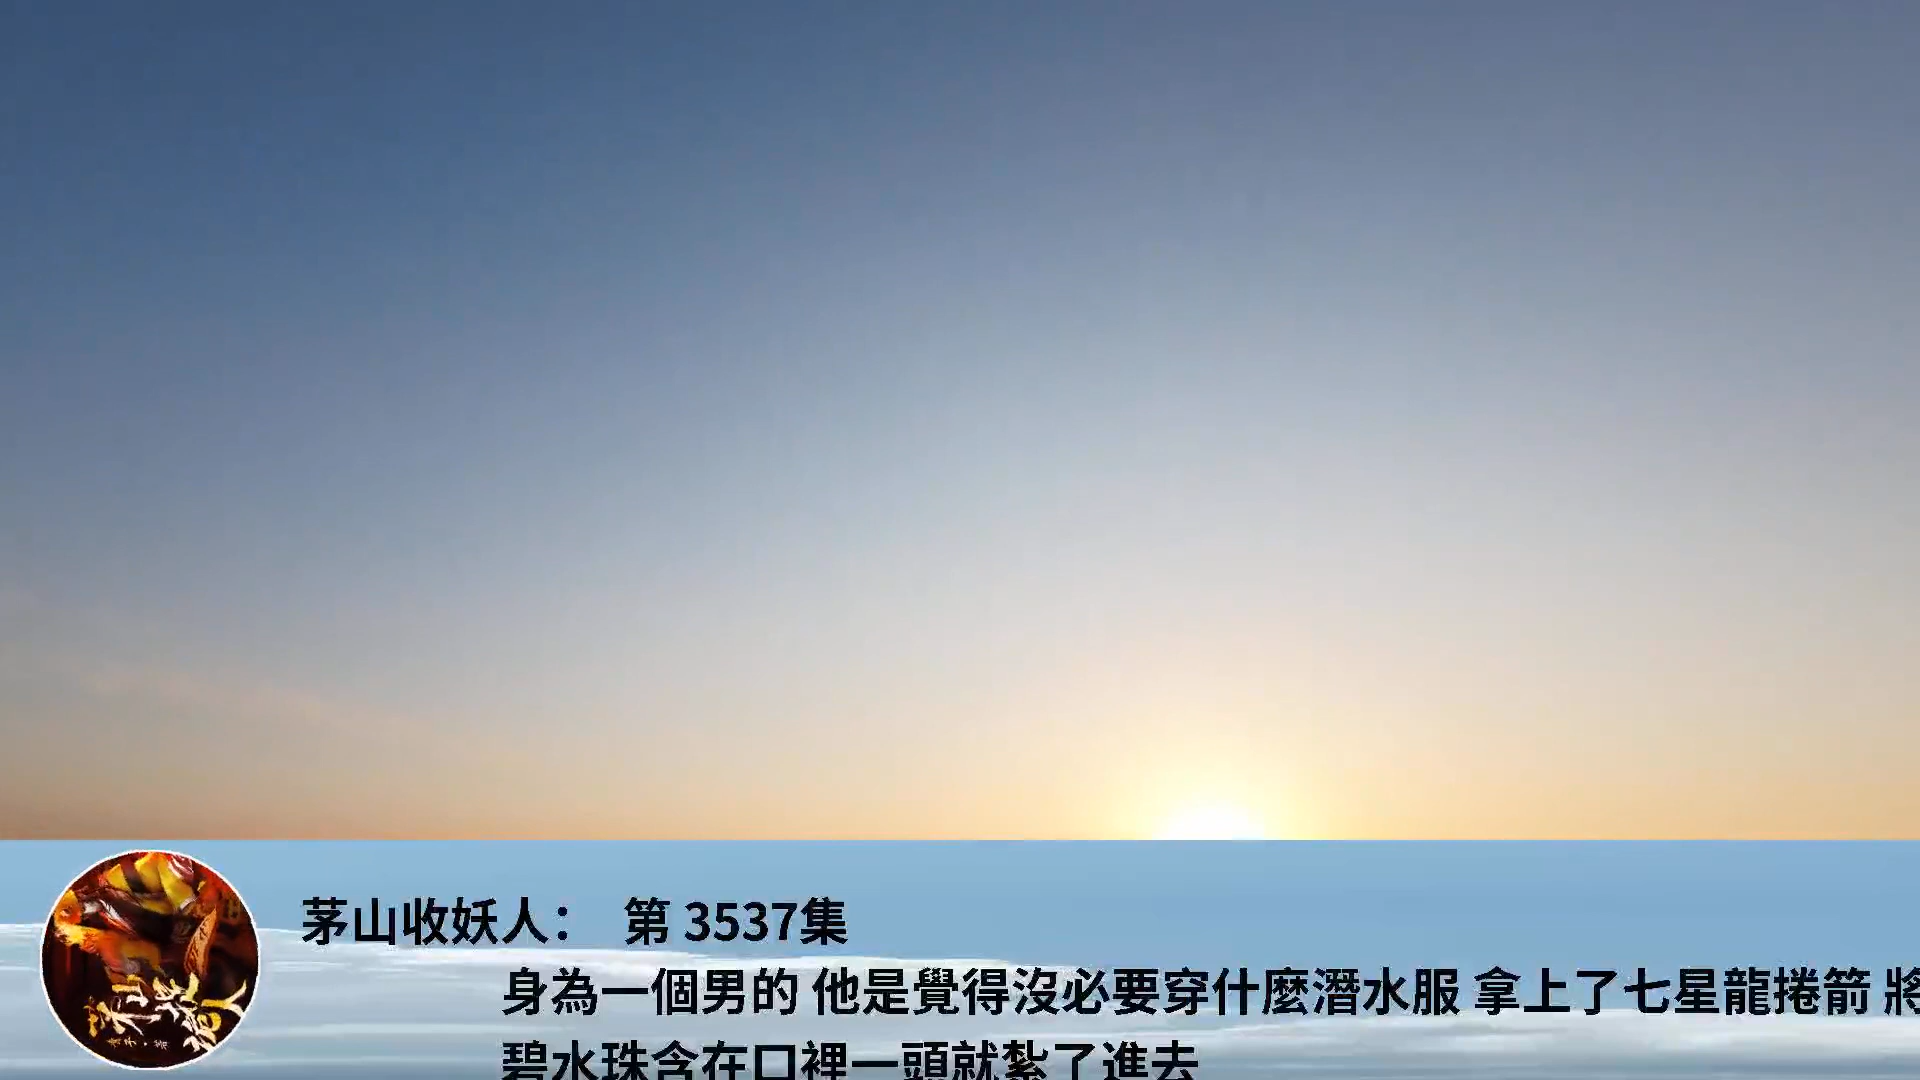 茅山收妖人： 第 3537集
身為一個男的 他是覺得沒必要穿什麼潛水服 拿上了七星龍捲箭 將
碧水珠含在口裡一頭就紮了進去